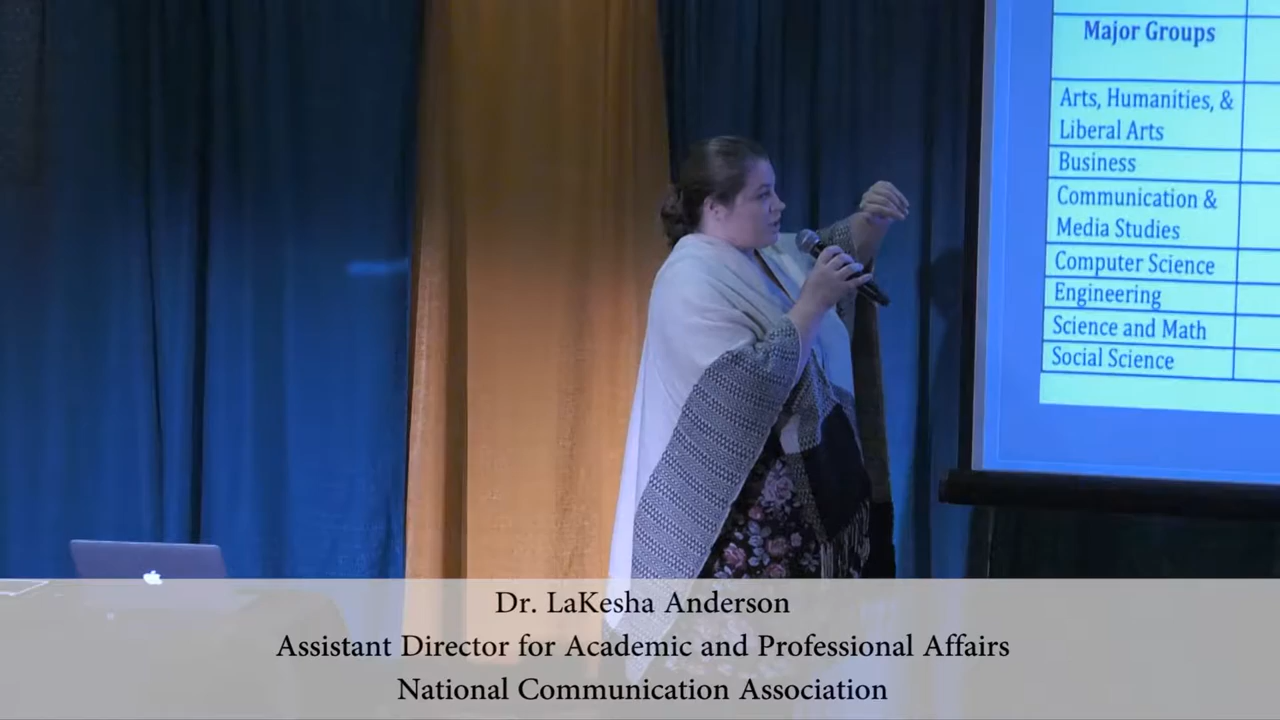 Major Groups
Arts, Humanities, &
Liberal Arts
Business
Communication &
Media Studies
Computer Science
Engineering
Science and Math
Social Science
Dr. LaKesha Anderson
Assistant Director for Academic and Professional Affairs
National Communication Association